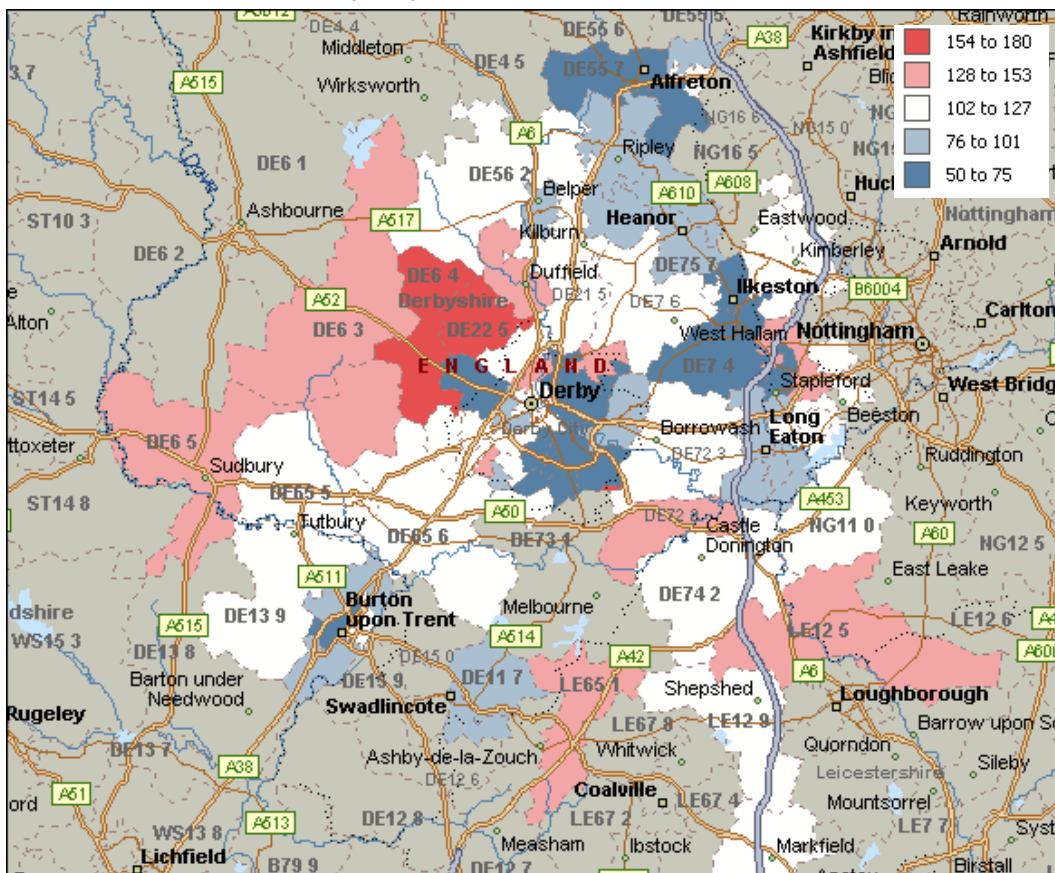 DE4 4
DE55 5
Rainworth
DE55 6
A38
Kirkby in
Ashfield
Middleton
DE4 5
DE55 7
Alfreton
A515
Wirksworth
A6
NG16 6
NG15 0
DE6 1
DE56 2
Ripley
NG16 5
Belper
A610
A608
Ashbourne
A517
Heanor
Eastwood
Nottingham
ST10 3
Kilburn
Kimberley
Arnold
DE6 2
DE6 4
Duffield
DE75 7
Derbyshire
DE21 5
Ilkeston
B6004
A52
DE7 6
Carlton
Alton
DE6 3
DE22 5
West Hallam
Nottingham
ENGLAND
DE7 4
Stapleford
West Bridg
ST14 5
Derby
Derby City
Long
Eaton
Beeston
DE6 5
Borrowash
ttoxeter
DE72 3
Sudbury
Ruddington
ST14 8
DE65 5
A453
Keyworth
A50
DE72 8
NG11 0
Tutbury
DE65 6
DE73 1
Castle
Donington
A60
NG12 5
A511
East Leake
dshire
DE13 9
Burton
upon Trent
Melbourne
DE74 2
WS15 3
A515
A514
LE12 5
LE12 6
DE13 8
DE15 0
A42
A6
Barton under
Needwood
DE15 9
DE11 7
LE65 1
Shepshed
Loughborough
Rugeley
Swadlincote
LE67 8
LE12 9
Barrow upon So
DE13 7
Ashby-de-la-Zouch
Whitwick
Quorndon
A38
DE12 6
Leicestershire
Sileby
A51
Coalville
LE67 4
Mountsorrel
ord
A513
DE12 8
LE67 2
LE7 7
Syst
WS13 8
Measham
Lichfield
Ibstock
Markfield
B79 9
DE12 7
Birstall
154 to 180
128 to 153
102 to 127
76 to 101
50 to 75